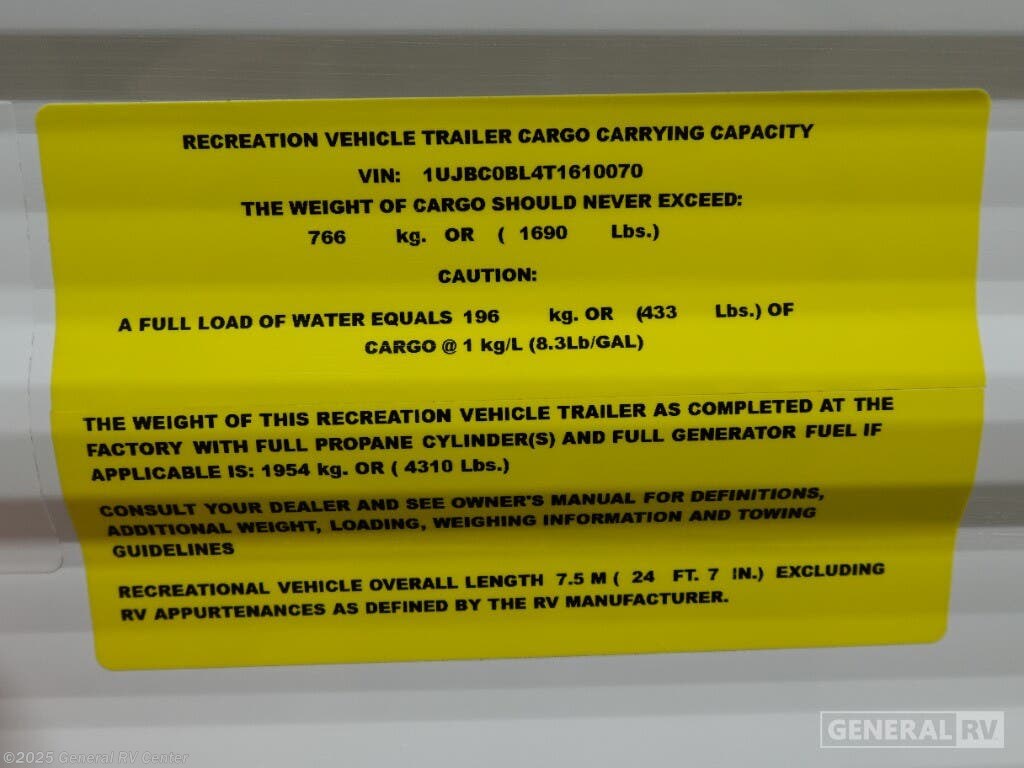 RECREATION VEHICLE TRAILER CARGO CARRYING CAPACITY
VIN: 1UJBC0BL4T1610070
THE WEIGHT OF CARGO SHOULD NEVER EXCEED:
766 kg. OR ( 1690 Lbs.)
CAUTION:
A FULL LOAD OF WATER EQUALS 196 kg. OR (433 Lbs.) OF
CARGO @ 1 kg/L (8.3Lb/GAL)
THE WEIGHT OF THIS RECREATION VEHICLE TRAILER AS COMPLETED AT THE
FACTORY WITH FULL PROPANE CYLINDER(S) AND FULL GENERATOR FUEL IF
APPLICABLE IS: 1954 kg. OR ( 4310 Lbs.)
CONSULT YOUR DEALER AND SEE OWNER'S MANUAL FOR DEFINITIONS,
ADDITIONAL WEIGHT, LOADING, WEIGHING INFORMATION AND TOWING
GUIDELINES
RECREATIONAL VEHICLE OVERALL LENGTH 7.5 M ( 24 FT. 7 IN.) EXCLUDING
RV APPURTENANCES AS DEFINED BY THE RV MANUFACTURER.
GENERAL RV
©2025 General RV Center